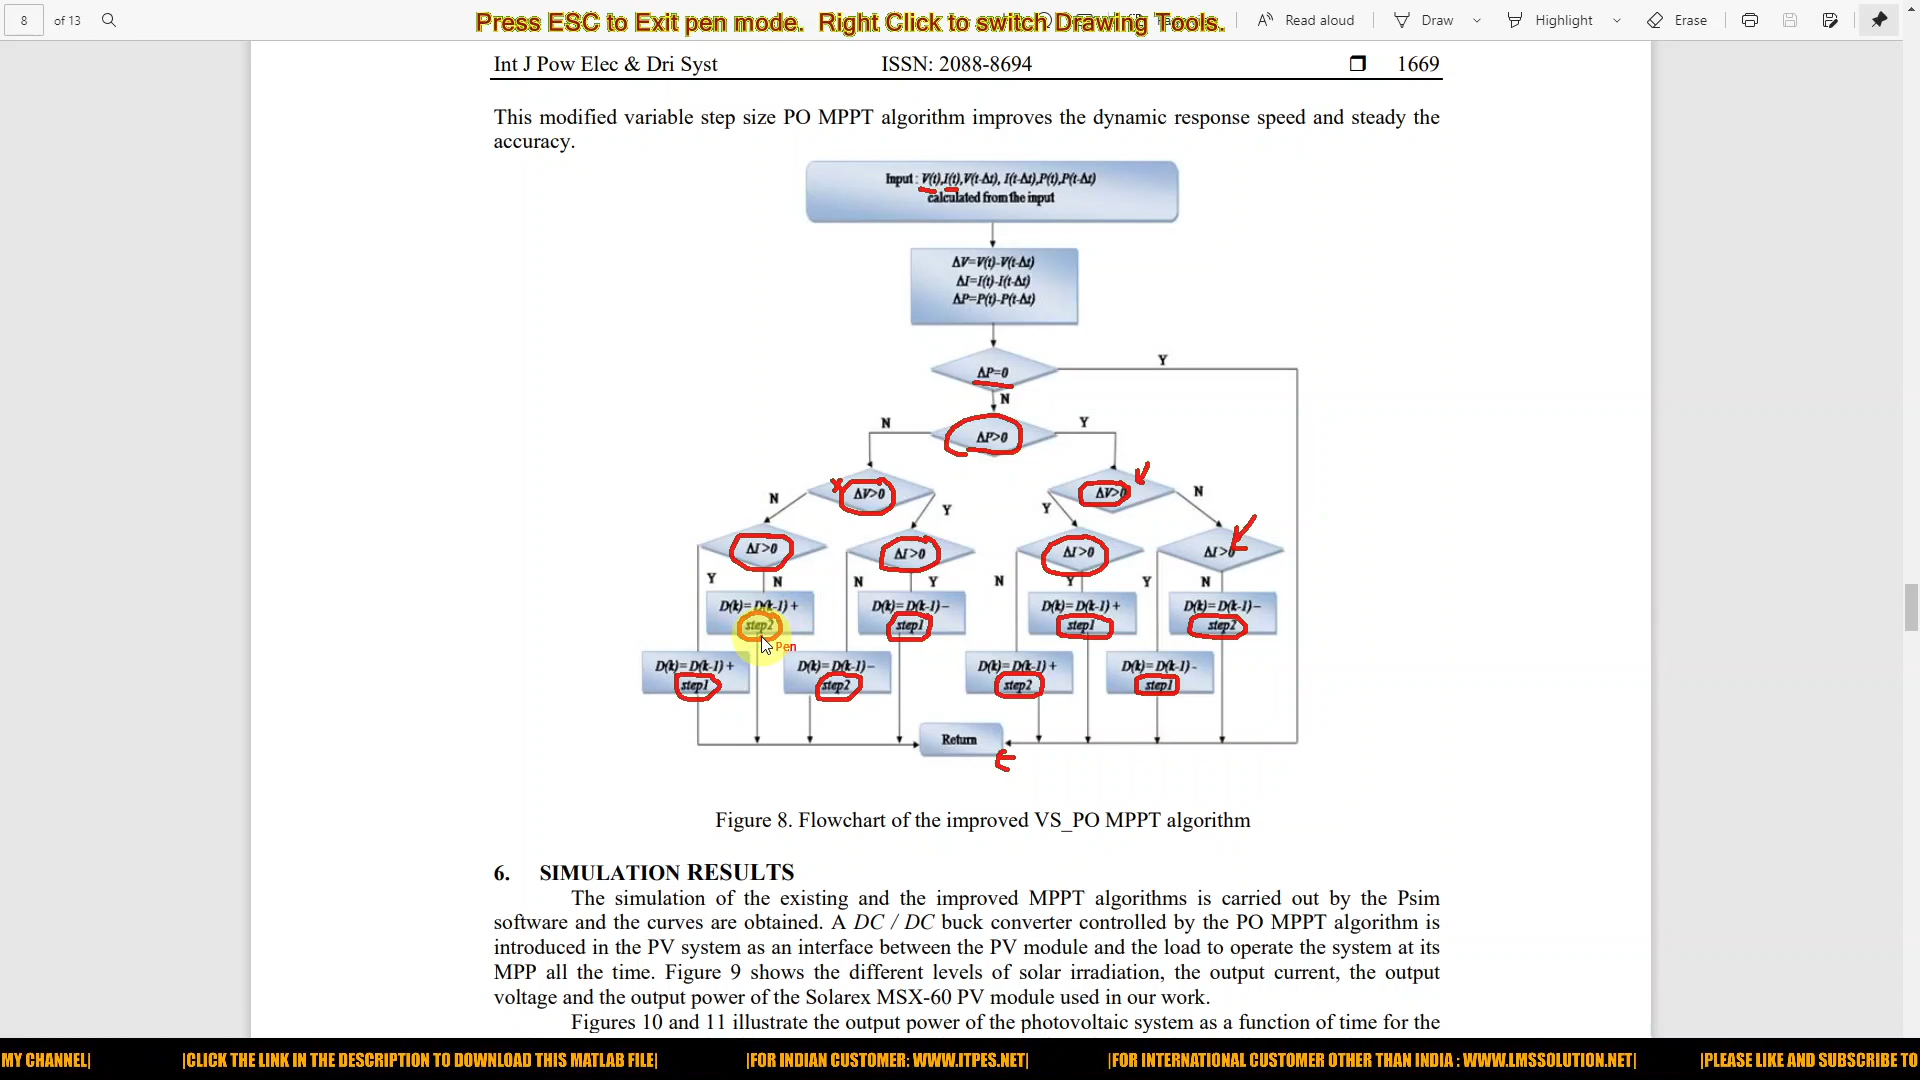 8 of 13
Press ESC to Exit pen mode.  Right Click to switch Drawing Tools.
Read aloud
Draw
Highlight
Erase
Int J Pow Elec & Dri Syst ISSN: 2088-8694 ❒ 1669
This modified variable step size PO MPPT algorithm improves the dynamic response speed and steady the
accuracy.
Input : V(t),I(t),V(t-Δt), I(t-Δt),P(t),P(t-Δt)
calculated from the input
ΔV=V(t)-V(t-Δt)
ΔI=I(t)-I(t-Δt)
ΔP=P(t)-P(t-Δt)
Y
ΔP=0
N
N Y
ΔP>0
ΔV>0 ΔV>0
N Y Y N
ΔI>0 ΔI>0 ΔI>0 ΔI>0
Y N N Y N Y Y N
D(k)= D(k-1) + D(k)= D(k-1)– D(k)= D(k-1) + D(k)= D(k-1)–
step2 step1 step1 step2
Pen
D(k)= D(k-1) + D(k)= D(k-1)– D(k)= D(k-1) + D(k)= D(k-1) -
step1 step2 step2 step1
Return
Figure 8. Flowchart of the improved VS_PO MPPT algorithm
6. SIMULATION RESULTS
The simulation of the existing and the improved MPPT algorithms is carried out by the Psim
software and the curves are obtained. A DC / DC buck converter controlled by the PO MPPT algorithm is
introduced in the PV system as an interface between the PV module and the load to operate the system at its
MPP all the time. Figure 9 shows the different levels of solar irradiation, the output current, the output
voltage and the output power of the Solarex MSX-60 PV module used in our work.
Figures 10 and 11 illustrate the output power of the photovoltaic system as a function of time for the
MY CHANNEL| |CLICK THE LINK IN THE DESCRIPTION TO DOWNLOAD THIS MATLAB FILE| |FOR INDIAN CUSTOMER: WWW.ITPES.NET| |FOR INTERNATIONAL CUSTOMER OTHER THAN INDIA : WWW.LMSSOLUTION.NET| |PLEASE LIKE AND SUBSCRIBE TO